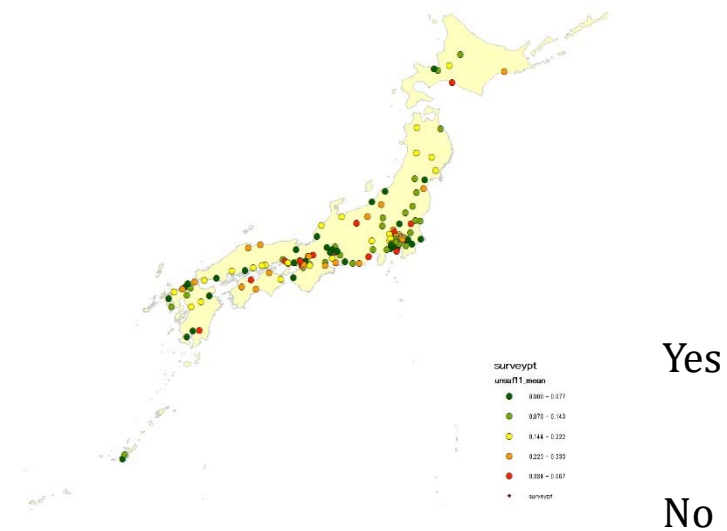 surveypt
unsafl1_mean
0.000 - 0.077
0.078 - 0.143
0.144 - 0.222
0.223 - 0.333
0.334 - 0.667
surveypt
Yes
No